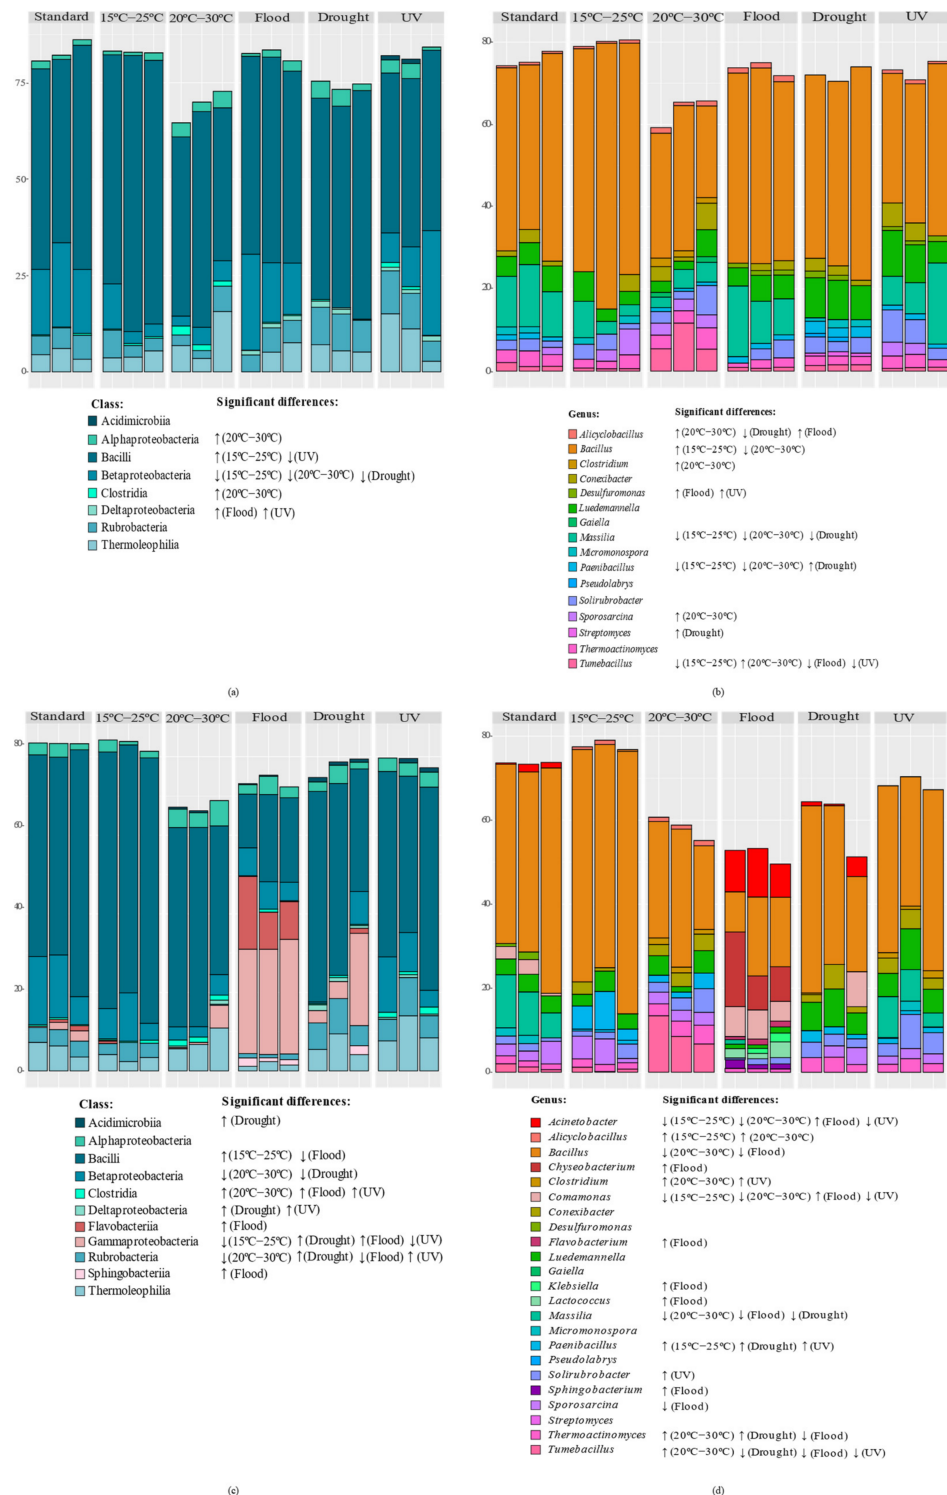 Standard 15ºC−25ºC 20ºC−30ºC Flood Drought UV
75-
50-
25-
0-
Class: Significant differences:
Acidimicrobiia
Alphaproteobacteria ↑(20ºC−30ºC)
Bacilli ↑(15ºC−25ºC) ↓(UV)
Betaproteobacteria ↓(15ºC−25ºC) ↓(20ºC−30ºC) ↓(Drought)
Clostridia ↑(20ºC−30ºC)
Deltaproteobacteria ↑(Flood) ↑(UV)
Rubrobacteria
Thermoleophilia
(a)
Standard 15ºC−25ºC 20ºC−30ºC Flood Drought UV
80-
60-
40-
20-
0-
Genus: Significant differences:
Alicyclobacillus ↑(20ºC−30ºC) ↓(Drought) ↑(Flood)
Bacillus ↑(15ºC−25ºC) ↓(20ºC−30ºC)
Clostridium ↑(20ºC−30ºC)
Conexibacter
Desulfuromonas ↑(Flood) ↑(UV)
Luedemannella
Gaiella
Massilia ↓(15ºC−25ºC) ↓(20ºC−30ºC) ↓(Drought)
Micromonospora
Paenibacillus ↓(15ºC−25ºC) ↓(20ºC−30ºC) ↑(Drought)
Pseudolabrys
Solirubrobacter
Sporosarcina ↑(20ºC−30ºC)
Streptomyces ↑(Drought)
Thermoactinomyces
Tumebacillus ↓(15ºC−25ºC) ↑(20ºC−30ºC) ↓(Flood) ↓(UV)
(b)
Standard 15ºC−25ºC 20ºC−30ºC Flood Drought UV
80-
60-
40-
20-
0-
Class: Significant differences:
Acidimicrobiia ↑(Drought)
Alphaproteobacteria
Bacilli ↑(15ºC−25ºC) ↓(Flood)
Betaproteobacteria ↓(20ºC−30ºC) ↓(Drought)
Clostridia ↑(20ºC−30ºC) ↑(Flood) ↑(UV)
Deltaproteobacteria ↑(Drought) ↑(UV)
Flavobacteriia ↑(Flood)
Gammaproteobacteria ↓(15ºC−25ºC) ↑(Drought) ↑(Flood) ↓(UV)
Rubrobacteria ↓(20ºC−30ºC) ↑(Drought) ↓(Flood) ↑(UV)
Sphingobacteriia ↑(Flood)
Thermoleophilia
(c)
Standard 15ºC−25ºC 20ºC−30ºC Flood Drought UV
80-
60-
40-
20-
0-
Genus: Significant differences:
Acinetobacter ↓(15ºC−25ºC) ↓(20ºC−30ºC) ↑(Flood) ↓(UV)
Alicyclobacillus ↑(15ºC−25ºC) ↑(20ºC−30ºC)
Bacillus ↓(20ºC−30ºC) ↓(Flood)
Chyseobacterium ↑(Flood)
Clostridium ↑(20ºC−30ºC) ↑(UV)
Comamonas ↓(15ºC−25ºC) ↓(20ºC−30ºC) ↑(Flood) ↓(UV)
Conexibacter
Desulfuromonas
Flavobacterium ↑(Flood)
Luedemannella
Gaiella
Klebsiella ↑(Flood)
Lactococcus ↑(Flood)
Massilia ↓(20ºC−30ºC) ↓(Flood) ↓(Drought)
Micromonospora
Paenibacillus ↑(15ºC−25ºC) ↑(Drought) ↑(UV)
Pseudolabrys
Solirubrobacter ↑(UV)
Sphingobacterium ↑(Flood)
Sporosarcina ↓(Flood)
Streptomyces
Thermoactinomyces ↑(20ºC−30ºC) ↑(Drought) ↓(Flood)
Tumebacillus ↑(20ºC−30ºC) ↓(Drought) ↓(Flood) ↓(UV)
(d)